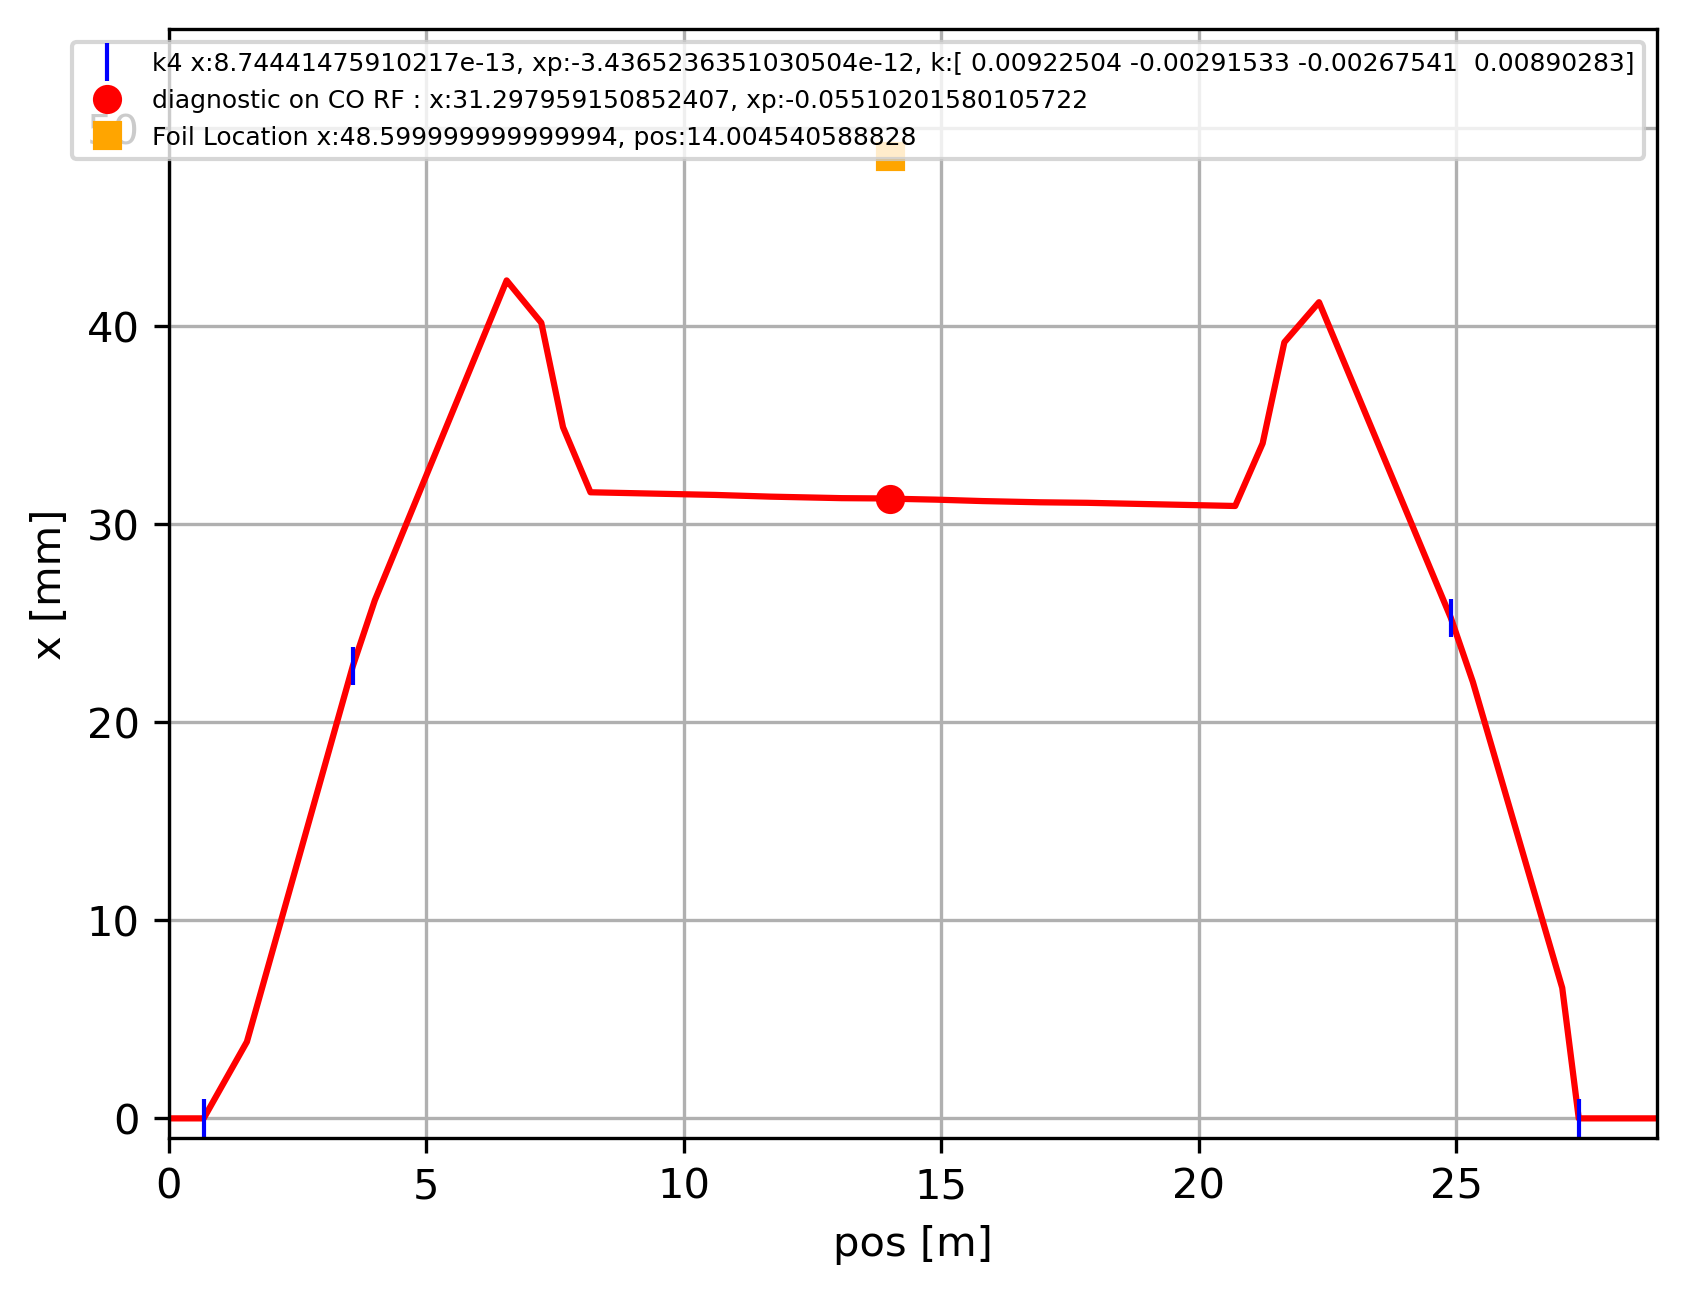 k4 x:8.74441475910217e-13, xp:-3.4365236351030504e-12, k:[ 0.00922504 -0.00291533 -0.00267541  0.00890283]
diagnostic on CO RF : x:31.297959150852407, xp:-0.05510201580105722
Foil Location x:48.599999999999994, pos:14.004540588828
50
40
30
20
10
0
x [mm]
0 5 10 15 20 25
pos [m]